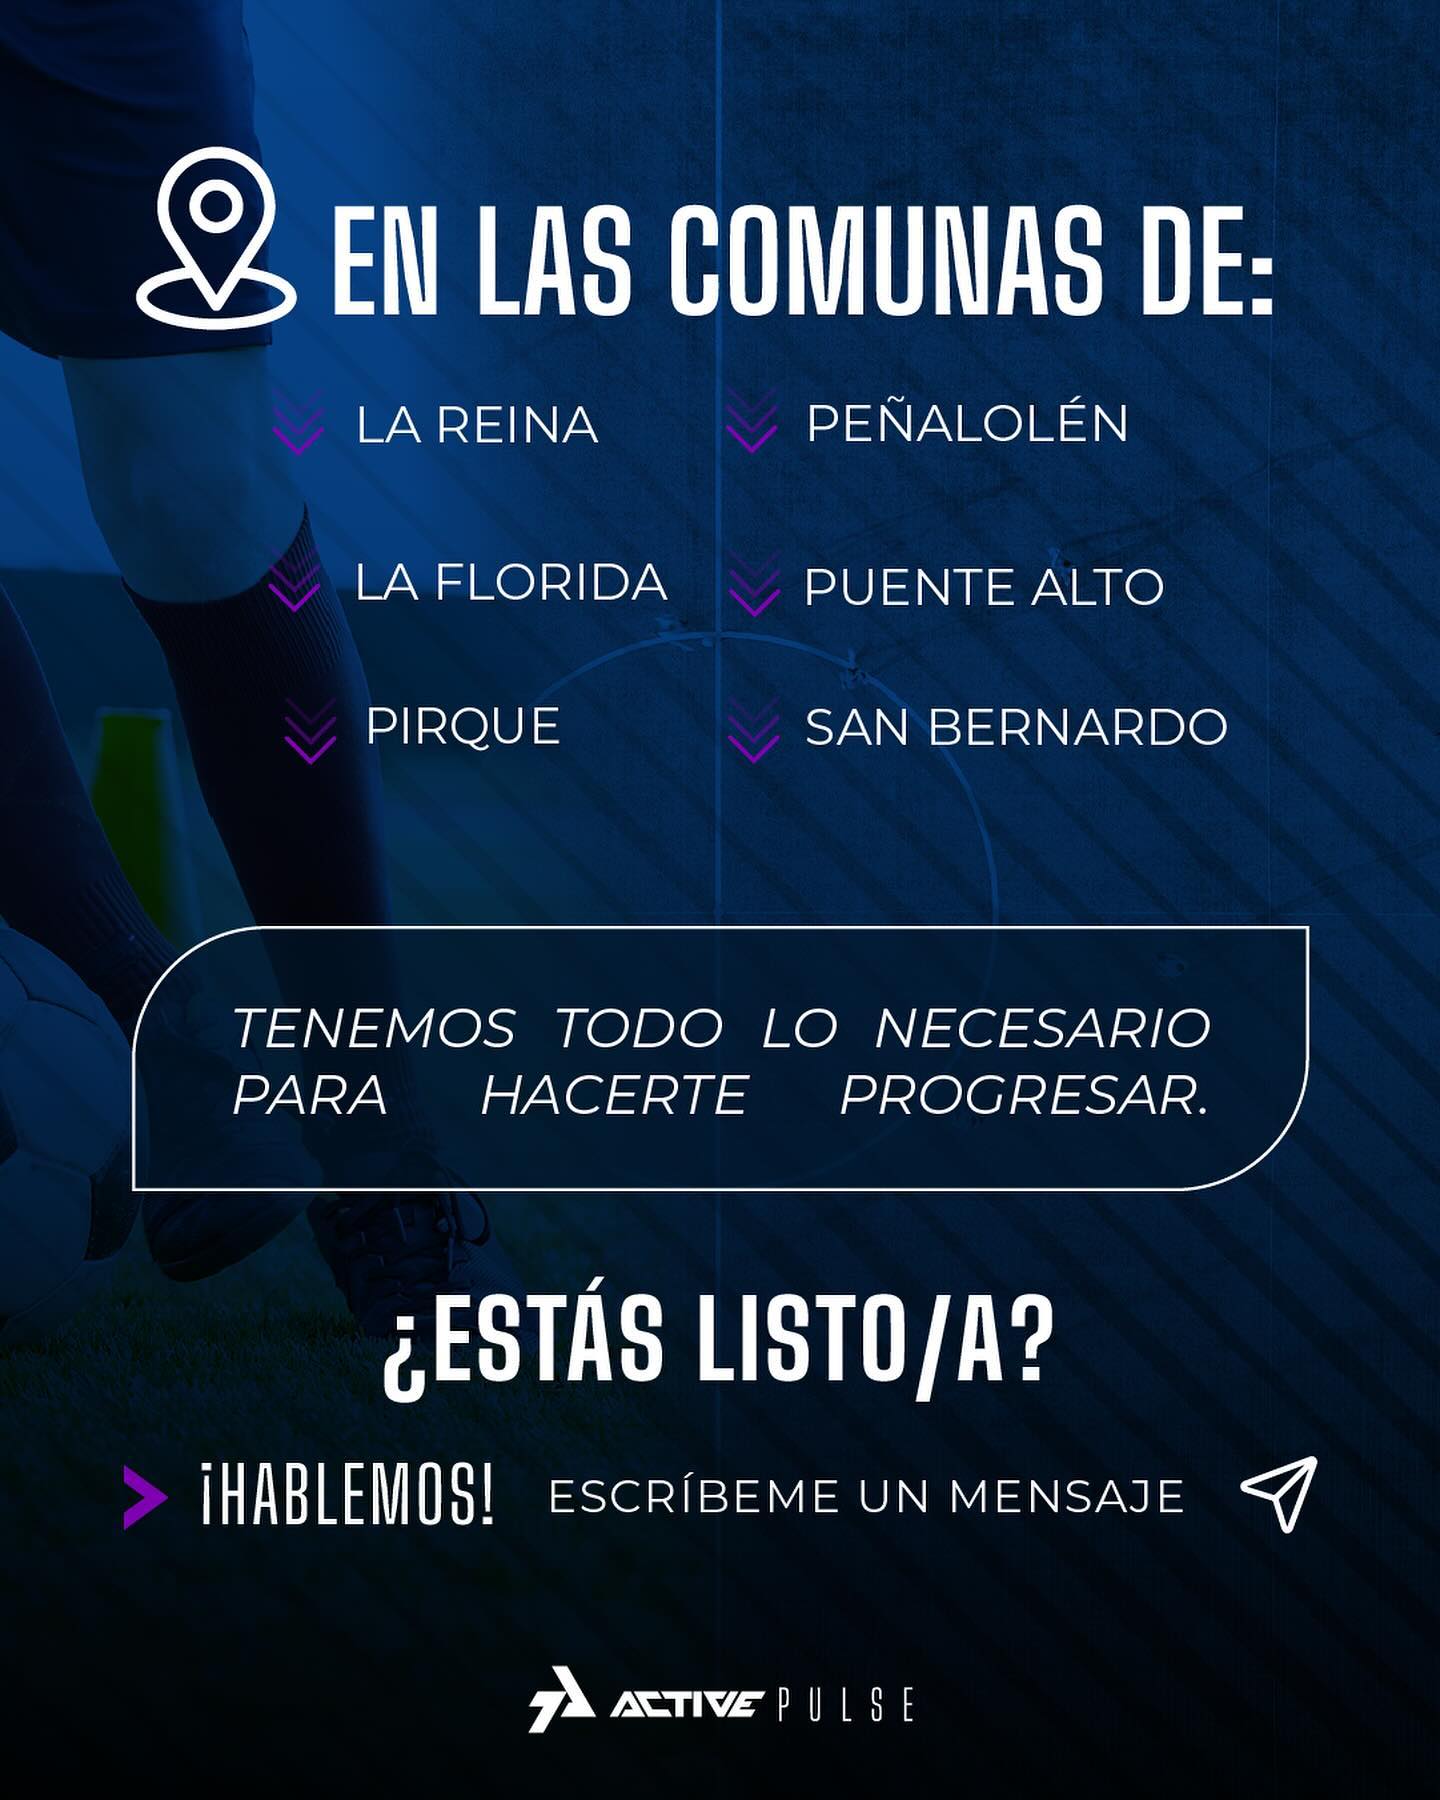 EN LAS COMUNAS DE:
LA REINA
PEÑALOLÉN
LA FLORIDA
PUENTE ALTO
PIRQUE
SAN BERNARDO
TENEMOS TODO LO NECESARIO
PARA HACERTE PROGRESAR.
¿ESTÁS LISTO/A?
¡HABLEMOS! ESCRÍBEME UN MENSAJE
ACTIVE PULSE